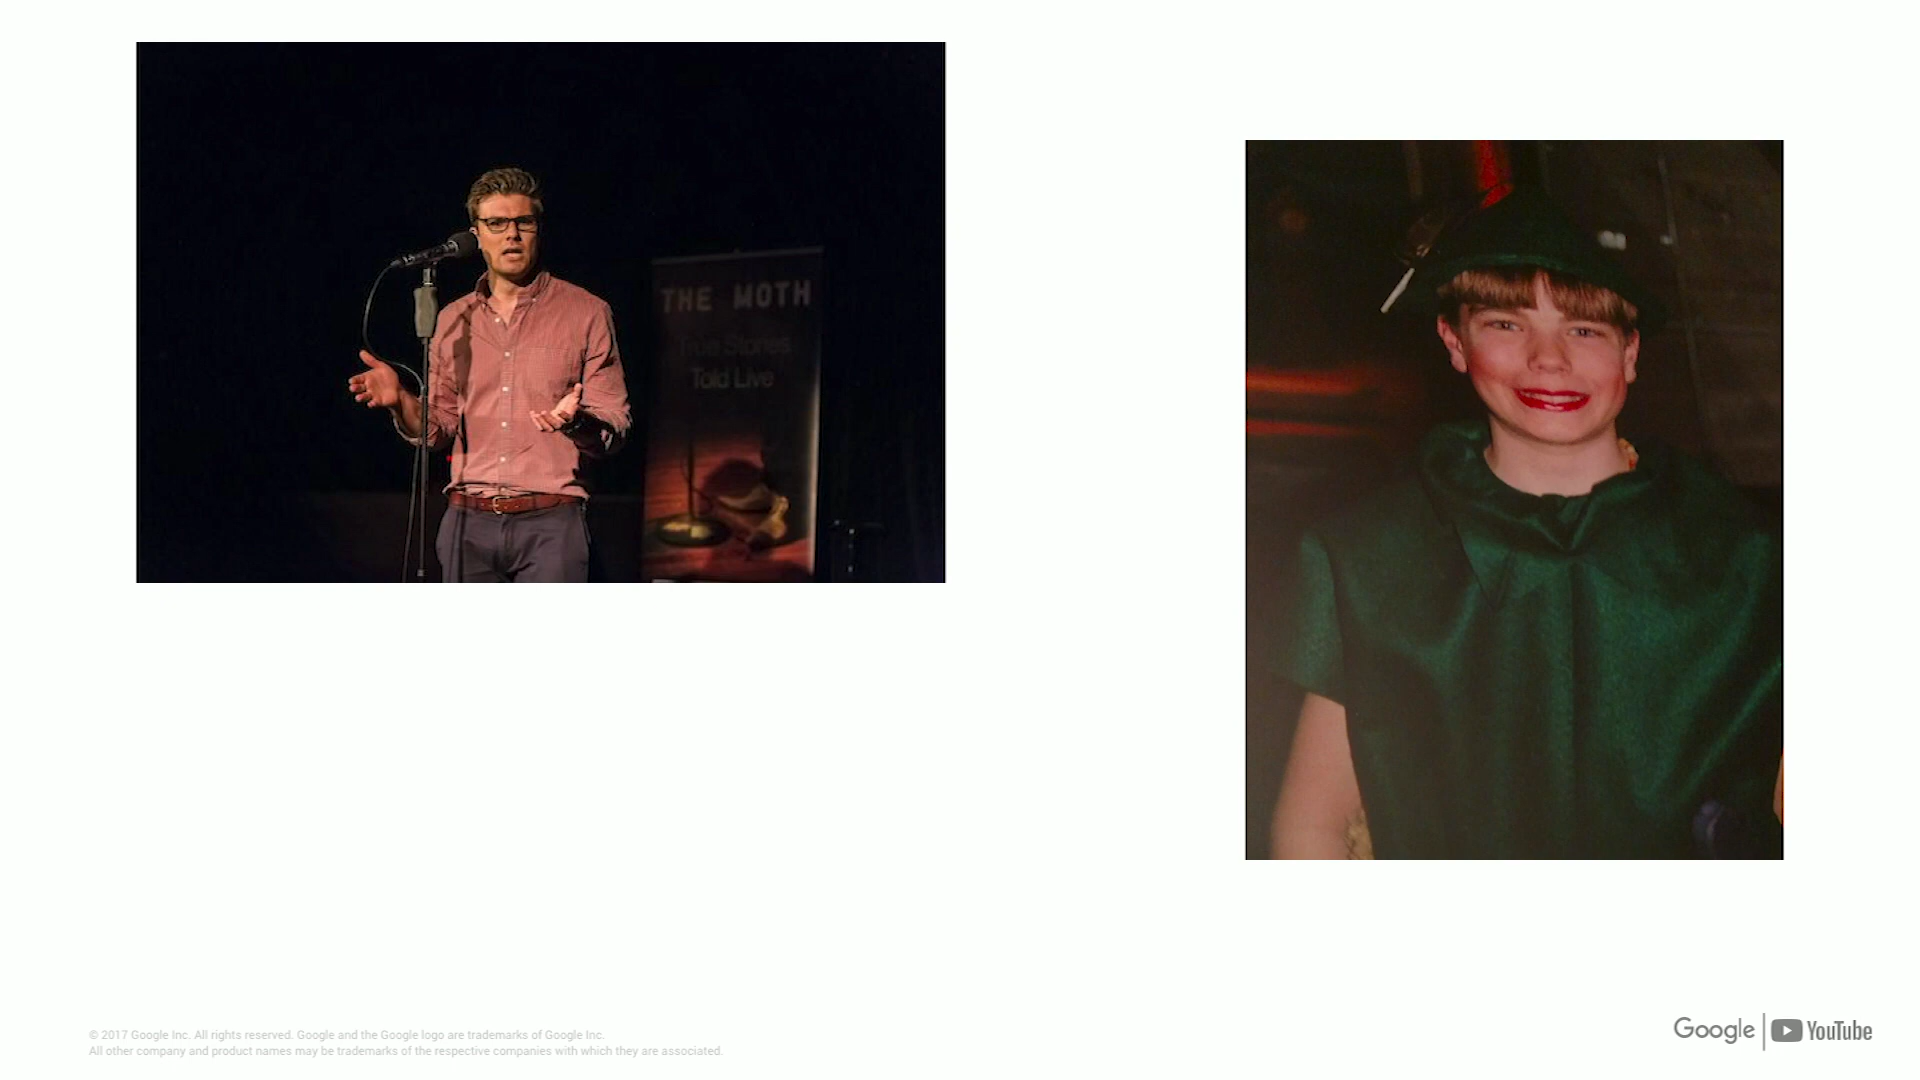 THE MOTH
True Stories
Told Live
© 2017 Google Inc. All rights reserved. Google and the Google logo are trademarks of Google Inc.
All other company and product names may be trademarks of the respective companies with which they are associated.
Google | YouTube